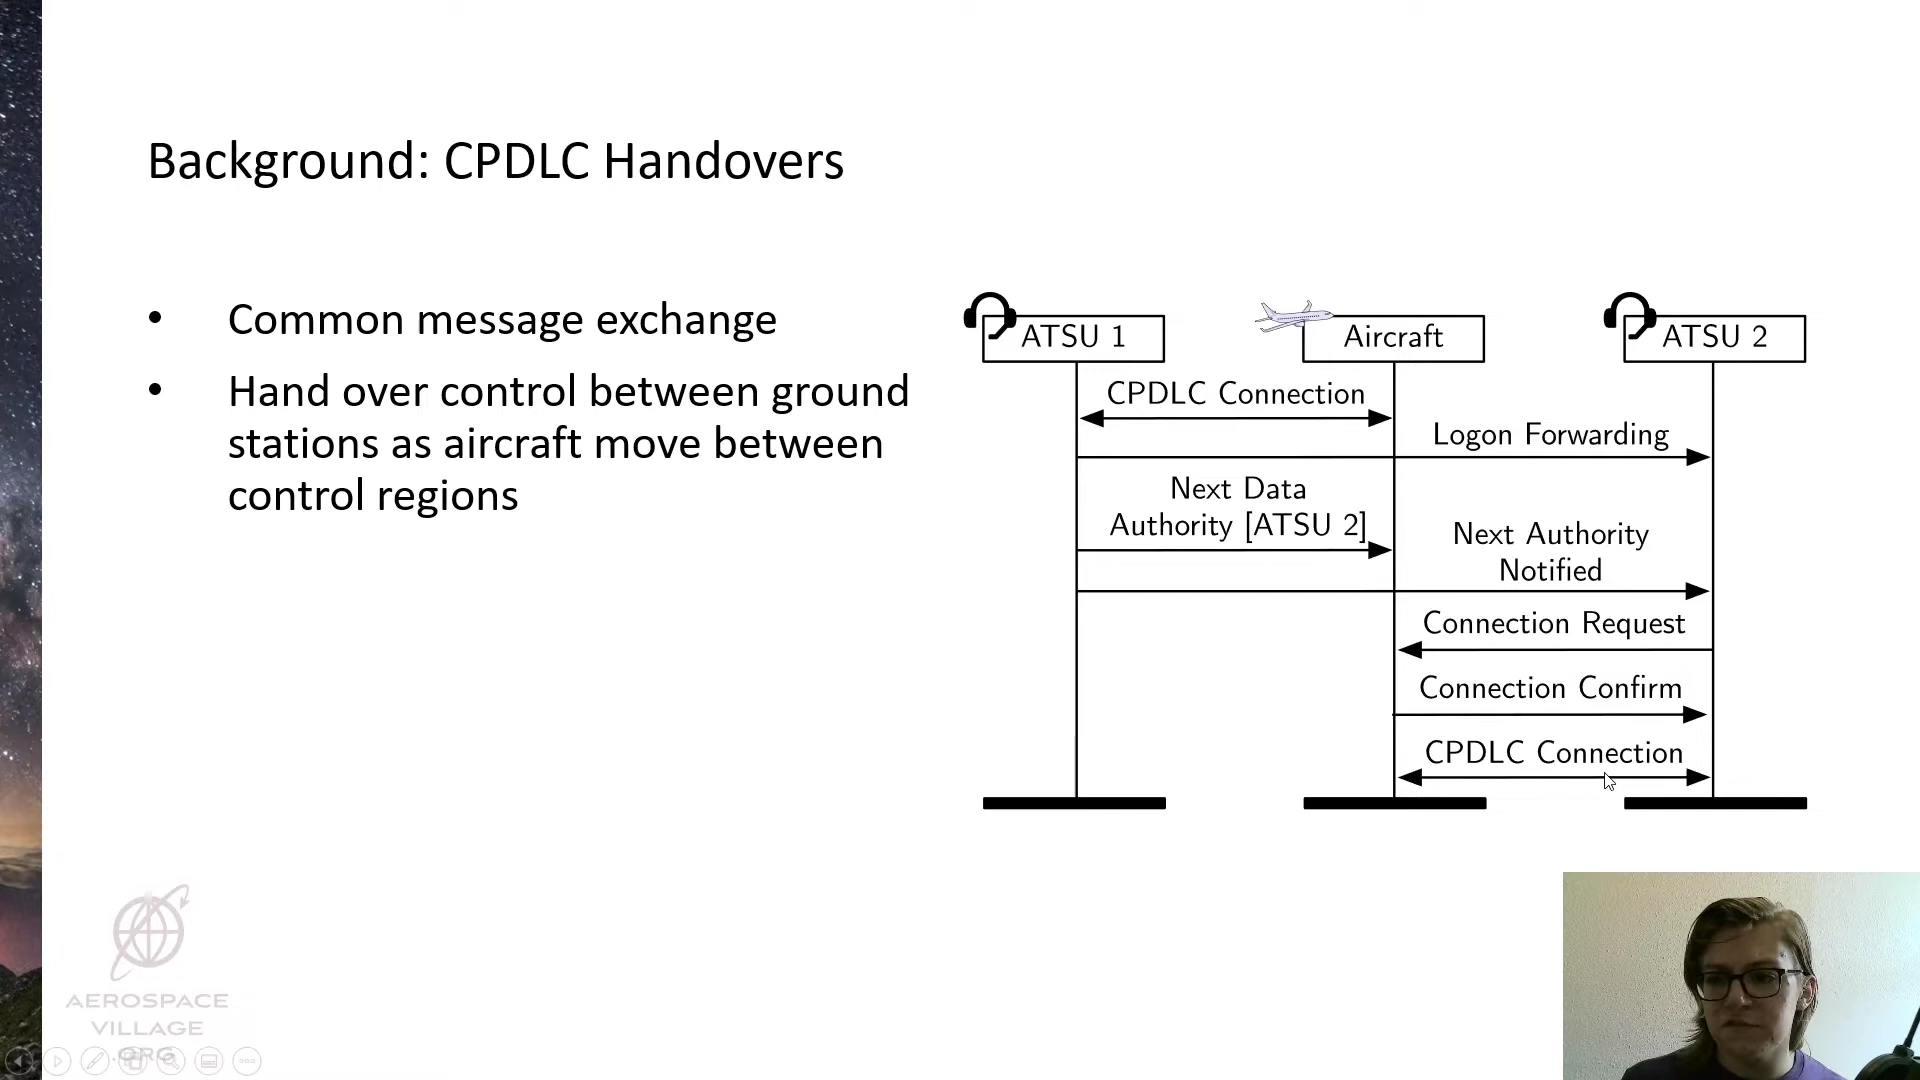 Background: CPDLC Handovers
• Common message exchange
• Hand over control between ground
stations as aircraft move between
control regions
ATSU 1
Aircraft
ATSU 2
CPDLC Connection
Logon Forwarding
Next Data
Authority [ATSU 2]
Next Authority
Notified
Connection Request
Connection Confirm
CPDLC Connection
AEROSPACE
VILLAGE
.ORG